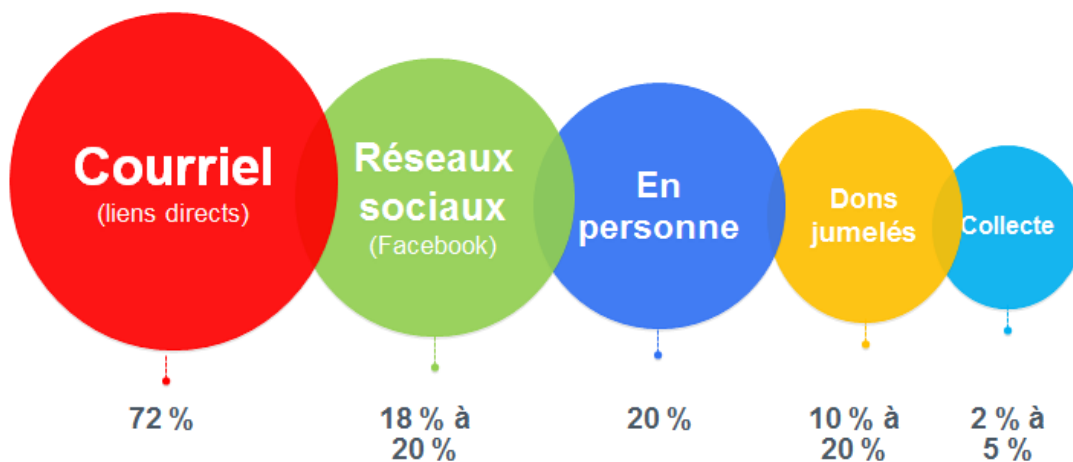 Courriel
(liens directs)
Réseaux
sociaux
(Facebook)
En
personne
Dons
jumelés
Collecte
72 %
18 % à
20 %
20 %
10 % à
20 %
2 % à
5 %